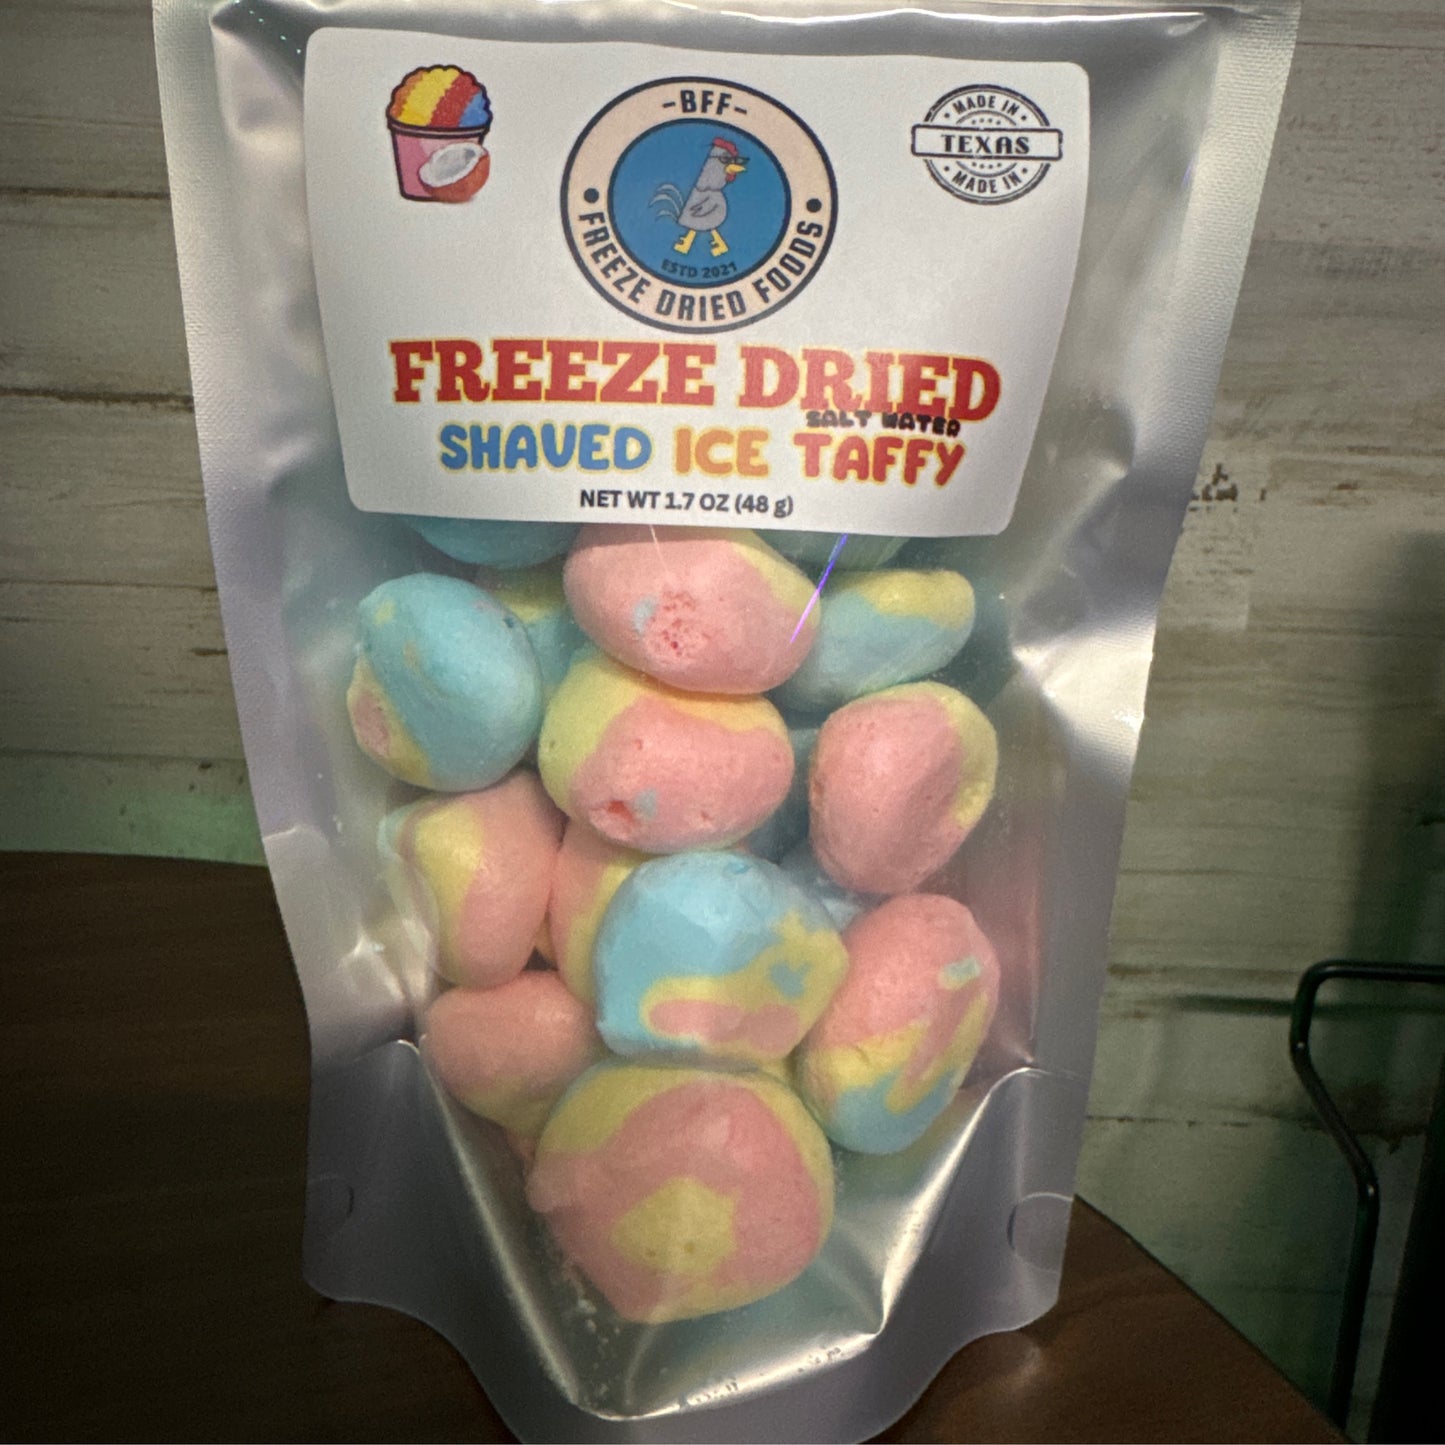 -BFF-
ESTD 2021
FREEZE DRIED FOODS
MADE IN
TEXAS
MADE IN
FREEZE DRIED
SALT WATER
SHAVED ICE TAFFY
NET WT 1.7 OZ (48 g)